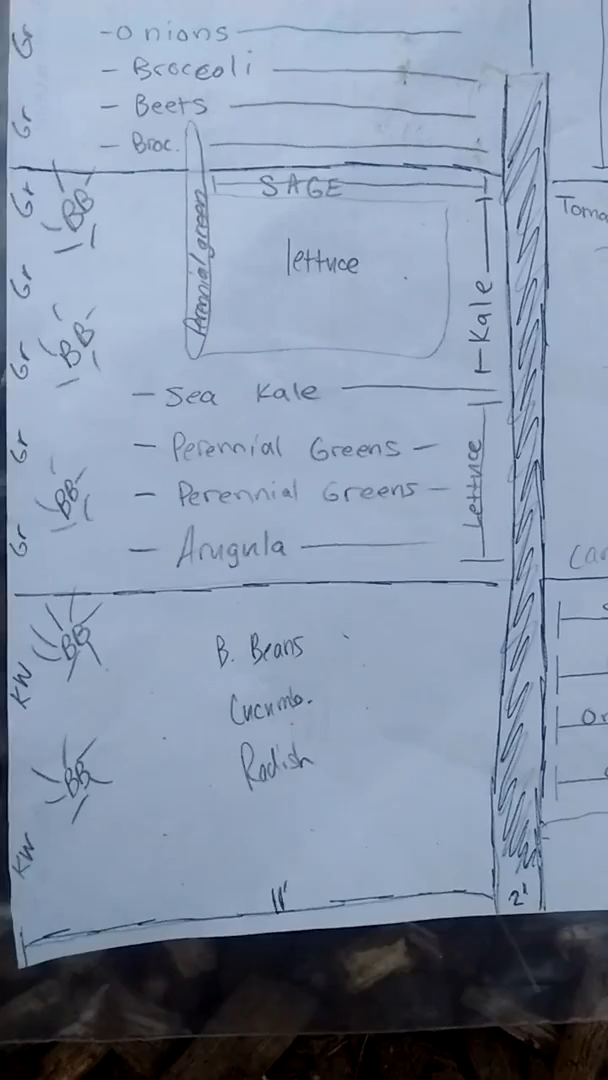 Gr
- Onions
- Broccoli
Gr
- Beets
- Broc.
Gr
BB
SAGE
Toma
Perennial green
lettuce
Gr
Kale
Gr
BB
- Sea Kale
Gr
- Perennial Greens -
Lettuce
BB
- Perennial Greens -
Gr
- Arugula
Car
BB
B. Beans
KW
Cucumb.
Or
Radish
BB
KW
11'
2'